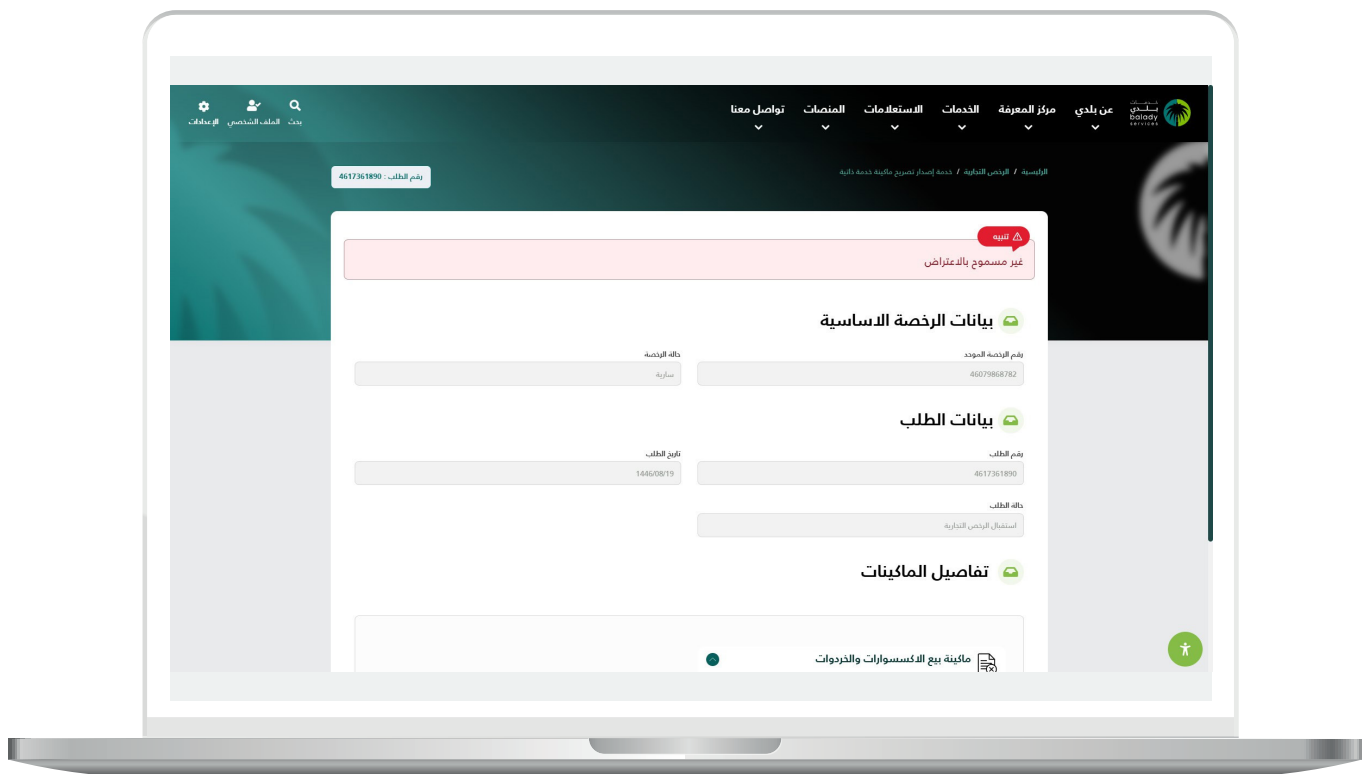 خدمات
بلدي
balady
services
عن بلدي
مركز المعرفة
الخدمات
الاستعلامات
المنصات
تواصل معنا
بحث
الملف الشخصي
الإعدادات
الرئيسية / الرخص التجارية / خدمة إصدار تصريح ماكينة خدمة ذاتية
رقم الطلب : 4617361890
تنبيه
غير مسموح بالاعتراض
بيانات الرخصة الاساسية
رقم الرخصة الموحد
46079868782
حالة الرخصة
سارية
بيانات الطلب
رقم الطلب
4617361890
تاريخ الطلب
1446/08/19
حالة الطلب
استقبال الرخص التجارية
تفاصيل الماكينات
ماكينة بيع الاكسسوارات والخردوات